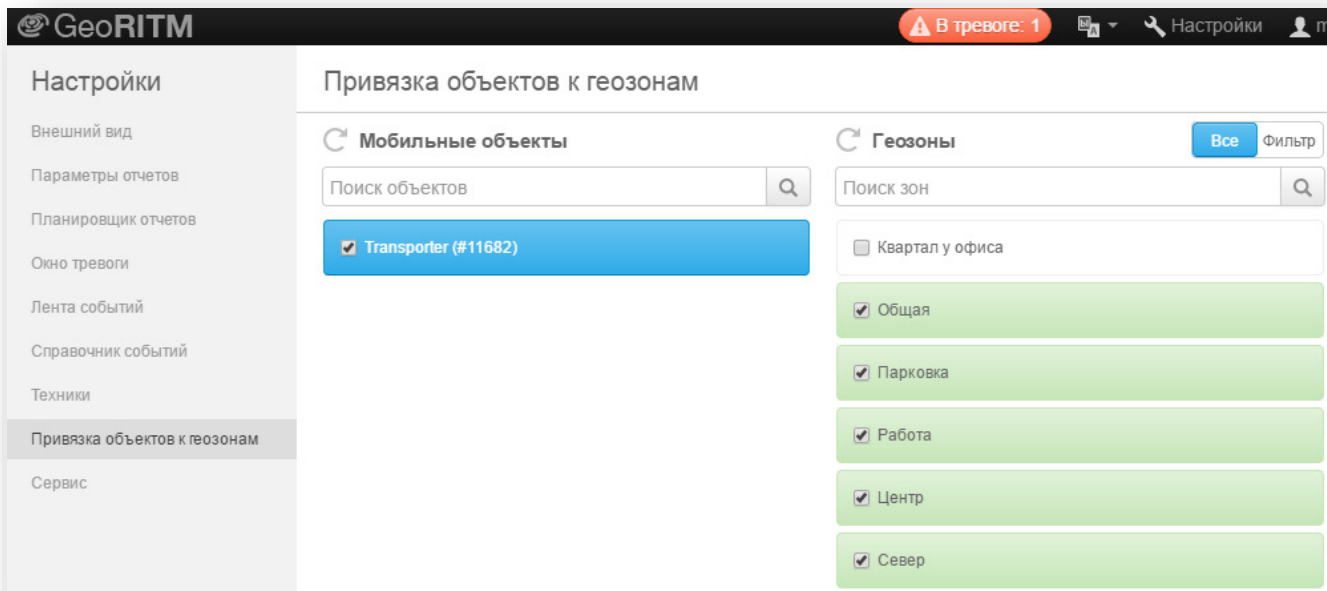 GeoRITM
В тревоге: 1
Настройки
Настройки
Внешний вид
Параметры отчетов
Планировщик отчетов
Окно тревоги
Лента событий
Справочник событий
Техники
Привязка объектов к геозонам
Сервис
Привязка объектов к геозонам
Мобильные объекты
Поиск объектов
Transporter (#11682)
Геозоны
Все Фильтр
Поиск зон
Квартал у офиса
Общая
Парковка
Работа
Центр
Север